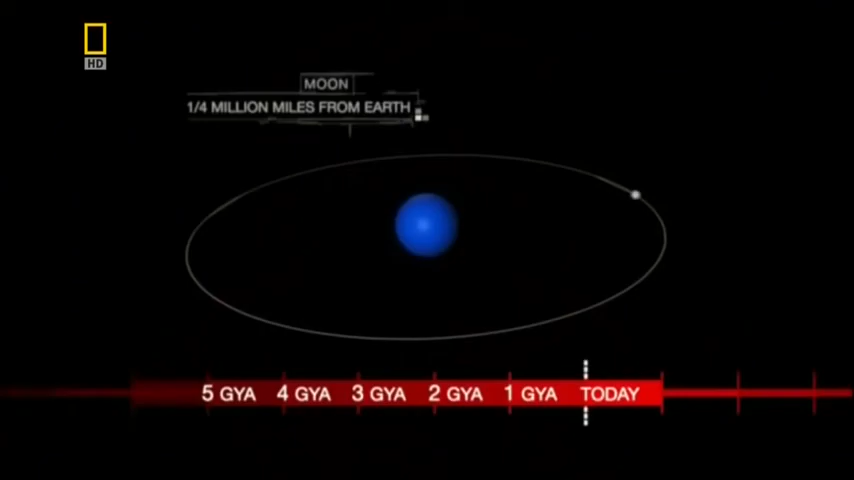 HD
MOON
1/4 MILLION MILES FROM EARTH
5 GYA 4 GYA 3 GYA 2 GYA 1 GYA TODAY